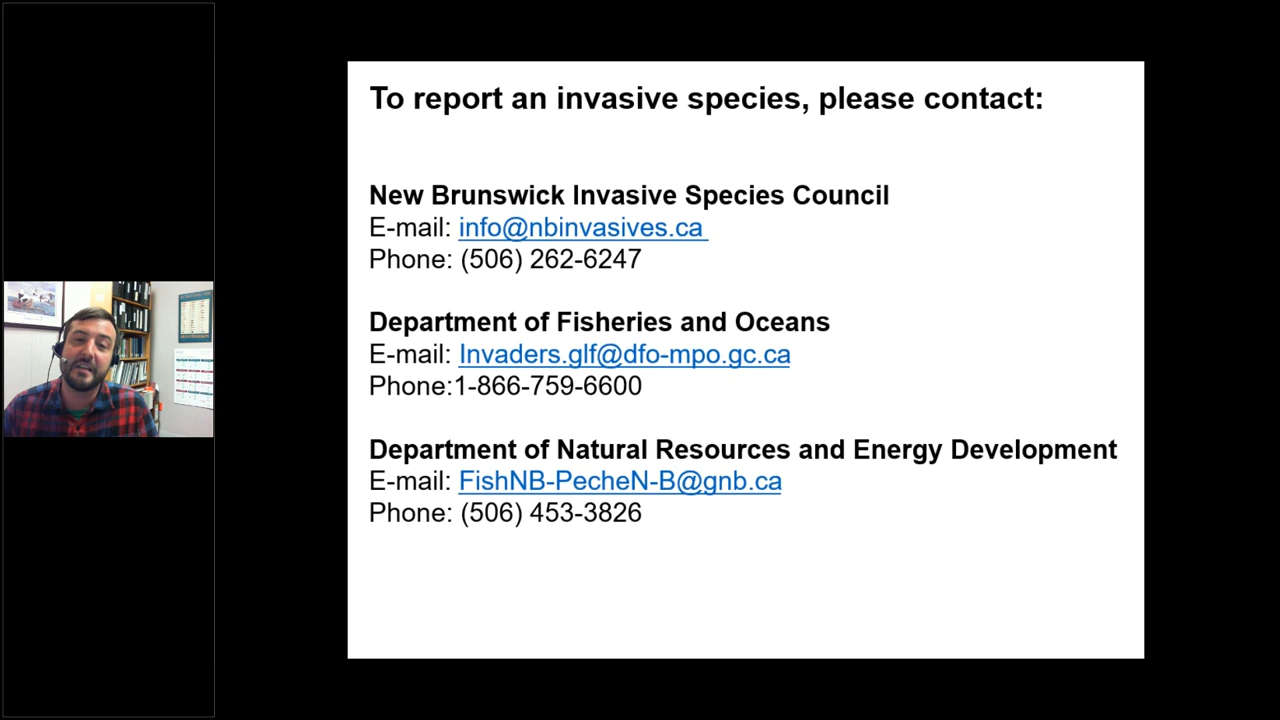 To report an invasive species, please contact:
New Brunswick Invasive Species Council
E-mail: info@nbinvasives.ca
Phone: (506) 262-6247
Department of Fisheries and Oceans
E-mail: Invaders.glf@dfo-mpo.gc.ca
Phone:1-866-759-6600
Department of Natural Resources and Energy Development
E-mail: FishNB-PecheN-B@gnb.ca
Phone: (506) 453-3826